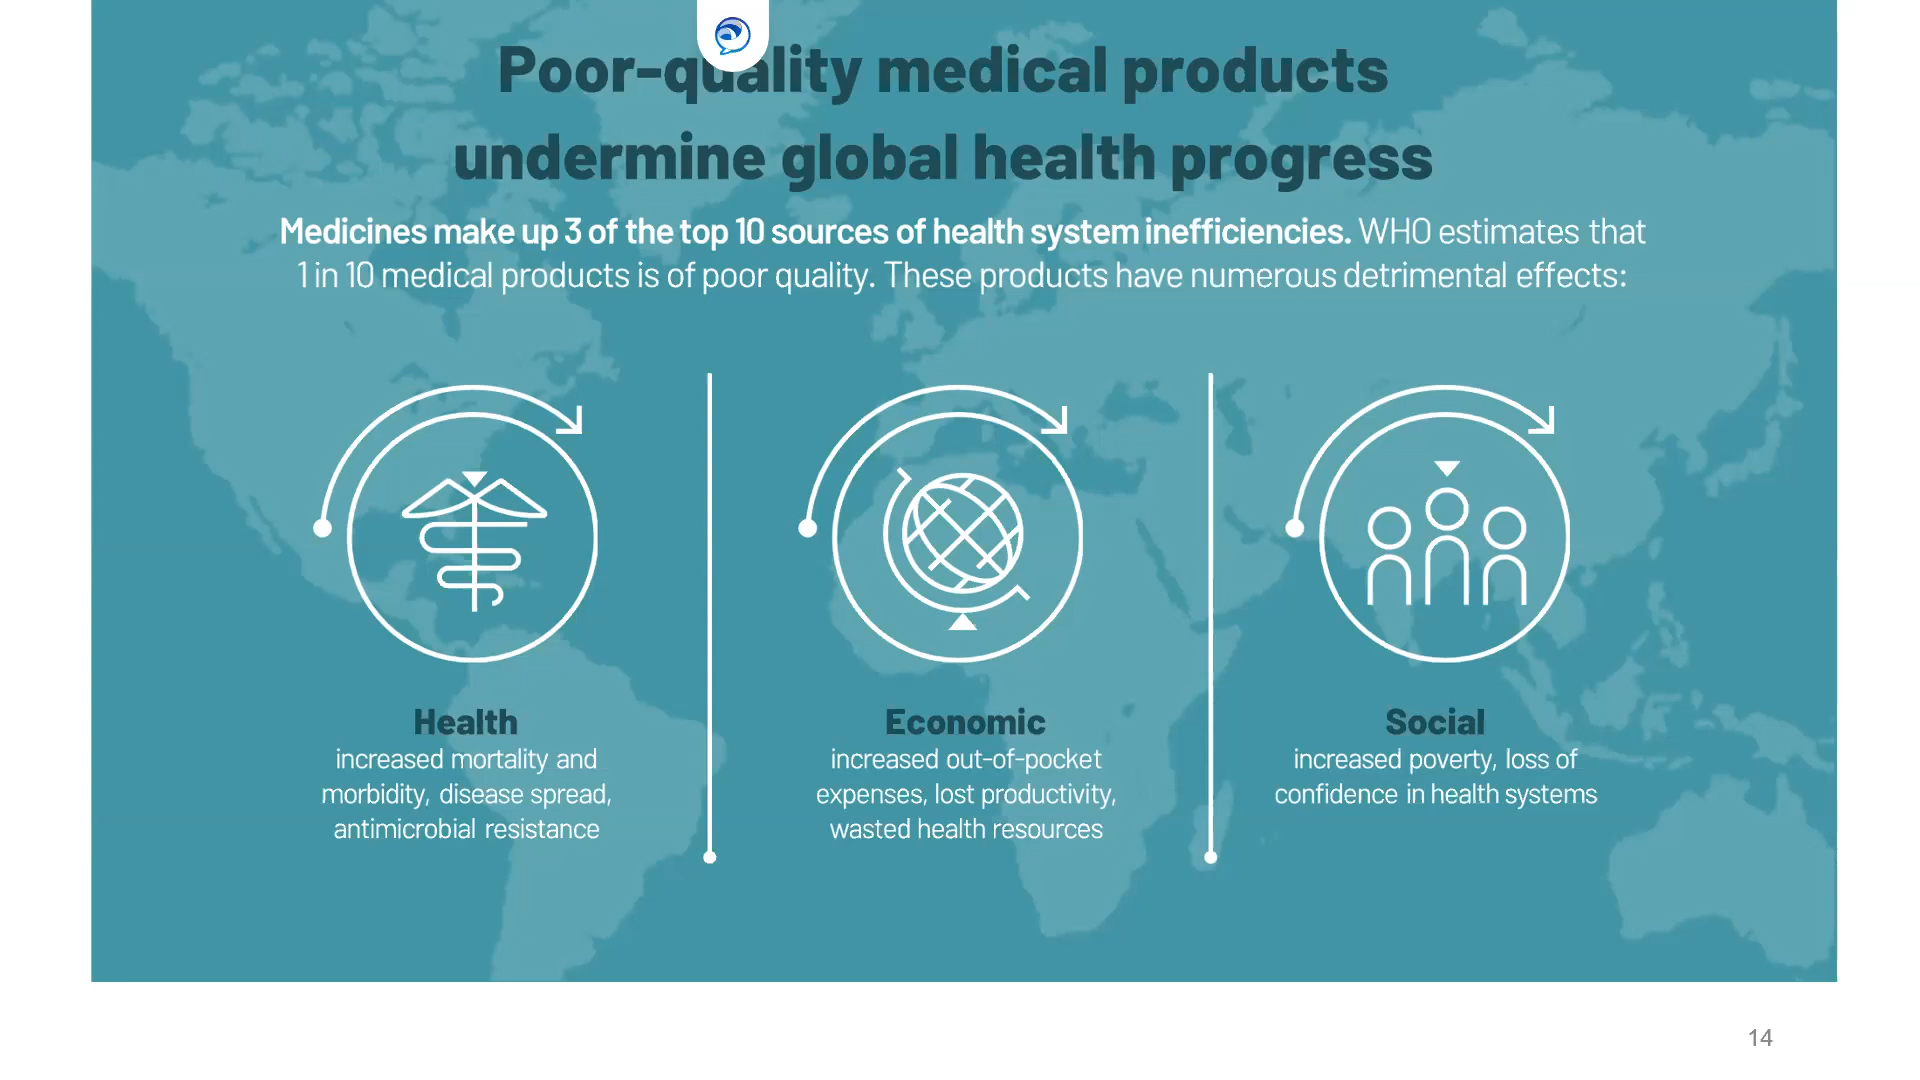 Poor-quality medical products
undermine global health progress
Medicines make up 3 of the top 10 sources of health system inefficiencies. WHO estimates that
1 in 10 medical products is of poor quality. These products have numerous detrimental effects:
Health
increased mortality and
morbidity, disease spread,
antimicrobial resistance
Economic
increased out-of-pocket
expenses, lost productivity,
wasted health resources
Social
increased poverty, loss of
confidence in health systems
14